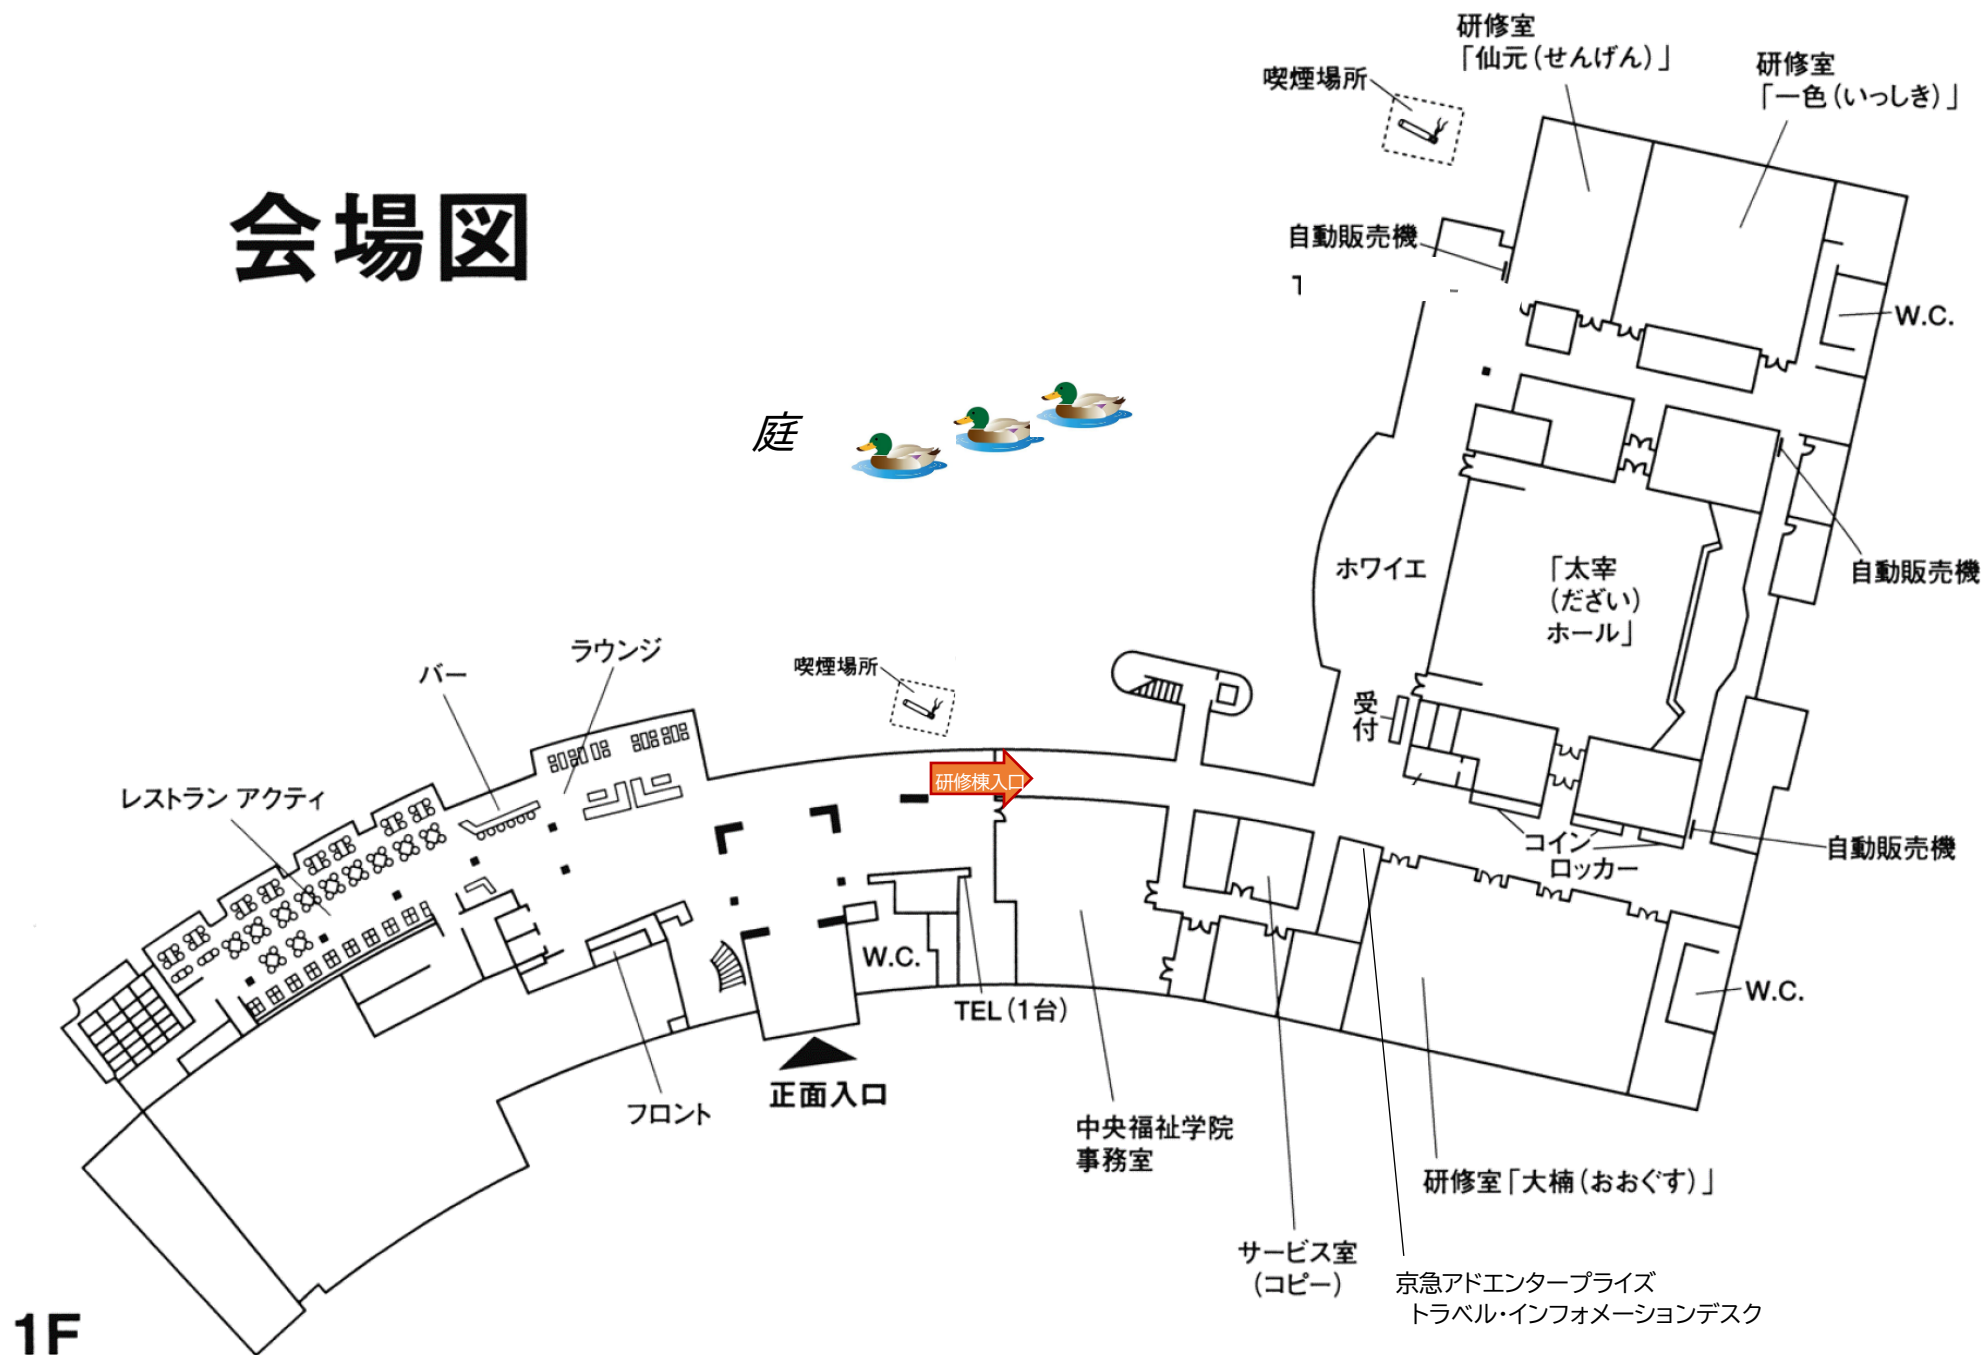 研修室
「仙元(せんげん)」
研修室
「一色(いっしき)」
喫煙場所
会場図
自動販売機
W.C.
庭
ホワイエ
「太宰
(だざい)
ホール」
自動販売機
ラウンジ
バー
喫煙場所
受付
レストラン アクティ
研修棟入口
コイン
ロッカー
自動販売機
W.C.
TEL(1台)
W.C.
正面入口
フロント
中央福祉学院
事務室
研修室「大楠(おおぐす)」
サービス室
(コピー)
京急アドエンタープライズ
トラベル・インフォメーションデスク
1F